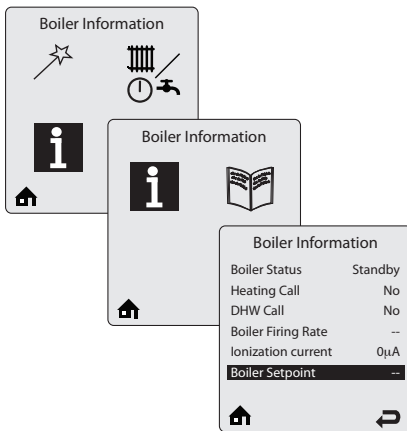 Boiler Information
i
Boiler Information
i
Boiler Information
Boiler Status Standby
Heating Call No
DHW Call No
Boiler Firing Rate --
Ionization current 0µA
Boiler Setpoint --